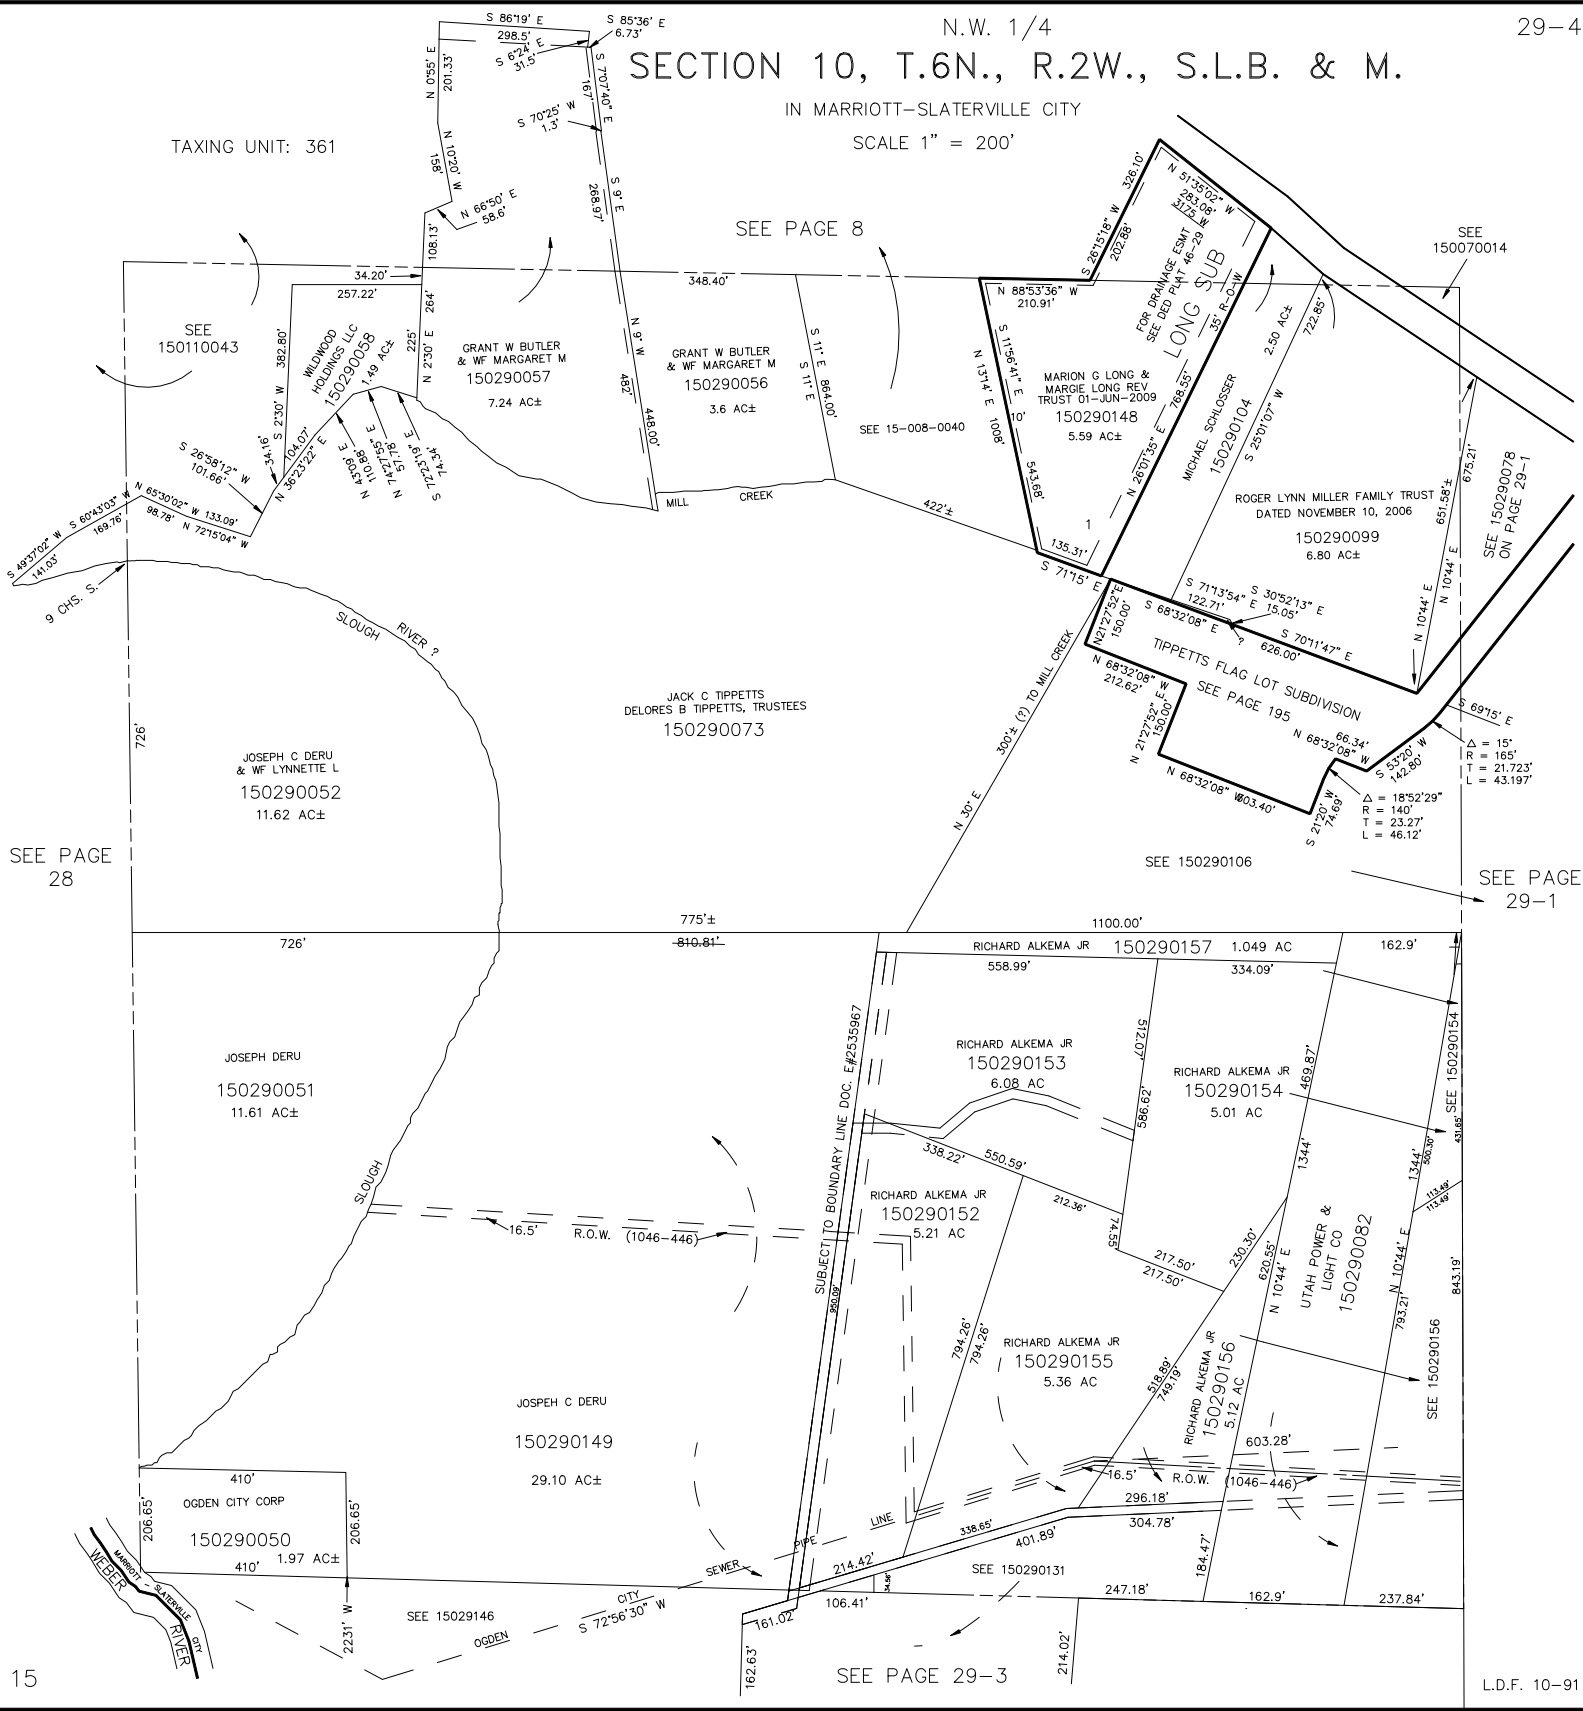 N.W. 1/4
29-4
SECTION 10, T.6N., R.2W., S.L.B. & M.
IN MARRIOTT-SLATERVILLE CITY
SCALE 1" = 200'
TAXING UNIT: 361
S 86°19' E
298.5'
S 6°24' E
31.5'
S 85°36' E
6.73'
N 0°55' E
201.33'
S 7°07'40" E
167'
S 70°25' W
1.3'
N 10°20' W
158'
N 66°50' E
58.6'
108.13'
S 9° E
268.97'
SEE PAGE 8
34.20'
257.22'
348.40'
SEE
150110043
S 2°30' W 382.80'
WILDWOOD
HOLDINGS LLC
150290058
1.49 AC±
N 2°30' E 264'
225'
GRANT W BUTLER
& WF MARGARET M
150290057
7.24 AC±
N 9° W
482'
448.00'
GRANT W BUTLER
& WF MARGARET M
150290056
3.6 AC±
S 11° E 864.00'
S 11° E
SEE 15-008-0040
S 26°15'18" W
326.10'
202.88'
N 51°35'02" W
283.08'
3175 W
FOR DRAINAGE ESMT
SEE DED PLAT 46-29
LONG SUB
35' R-O-W
N 88°53'36" W
210.91'
S 11°56'41" E
N 13°14' E 1008'
10'
543.68'
MARION G LONG &
MARGIE LONG REV
TRUST 01-JUN-2009
150290148
5.59 AC±
N 26°01'35" E 768.55'
1
135.31'
S 71°15' E
422'±
MICHAEL SCHLOSSER
150290104
2.50 AC±
722.85'
S 25°01'07" W
SEE
150070014
ROGER LYNN MILLER FAMILY TRUST
DATED NOVEMBER 10, 2006
150290099
6.80 AC±
651.58'±
675.21'
N 10°44' E
N 10°44' E
SEE 150290078
ON PAGE 29-1
34.16'
104.07'
N 36°23'22" E
N 43°09' E
110.88'
N 74°27'55" E
57.78'
S 72°23'19" E
74.34'
S 26°58'12" W
101.66'
N 65°30'02" W 133.09'
98.78' N 72°15'04" W
S 60°43'03" W
169.76'
S 49°37'02" W
141.03'
9 CHS. S.
MILL CREEK
SLOUGH
RIVER ?
S 71°13'54" E
122.71'
S 30°52'13" E
15.05'
S 68°32'08" E
?
S 70°11'47" E
626.00'
N21°27'52"E
150.00'
TIPPETTS FLAG LOT SUBDIVISION
SEE PAGE 195
N 68°32'08" W
212.62'
N 21°27'52" E
150.00'
N 68°32'08" W
603.40'
66.34'
N 68°32'08" W
S 53°20' W
142.80'
S 21°20' W
74.69'
S 69°15' E
Δ = 15°
R = 165'
T = 21.723'
L = 43.197'
Δ = 18°52'29"
R = 140'
T = 23.27'
L = 46.12'
726'
JOSEPH C DERU
& WF LYNNETTE L
150290052
11.62 AC±
JACK C TIPPETTS
DELORES B TIPPETTS, TRUSTEES
150290073
300'± (?) TO MILL CREEK
N 30° E
SEE 150290106
SEE PAGE
28
SEE PAGE
29-1
726'
775'±
810.81'
1100.00'
RICHARD ALKEMA JR 150290157 1.049 AC
162.9'
558.99'
334.09'
JOSEPH DERU
150290051
11.61 AC±
SUBJECT TO BOUNDARY LINE DOC. E#2535967
950.09'
RICHARD ALKEMA JR
150290153
6.08 AC
512.07'
586.62'
RICHARD ALKEMA JR
150290154
5.01 AC
469.87'
1344'
SEE 150290154
431.65'
1344'
500.30'
113.49'
113.49'
338.22'
550.59'
212.36'
74.55
SLOUGH
16.5'
R.O.W. (1046-446)
RICHARD ALKEMA JR
150290152
5.21 AC
217.50'
217.50'
230.30'
620.55'
N 10°44' E
UTAH POWER &
LIGHT CO
150290082
N 10°44' E
793.21'
843.19'
794.26'
794.26'
RICHARD ALKEMA JR
150290155
5.36 AC
518.89'
749.19'
RICHARD ALKEMA JR
150290156
5.12 AC
SEE 150290156
JOSPEH C DERU
150290149
29.10 AC±
603.28'
16.5'
R.O.W. (1046-446)
410'
OGDEN CITY CORP
150290050
1.97 AC±
206.65'
206.65'
410'
296.18'
304.78'
338.65'
401.89'
214.42'
34.56'
184.47'
SEE 150290131
106.41'
247.18'
162.9'
237.84'
161.02'
162.63'
214.02'
OGDEN CITY SEWER PIPE LINE
S 72°56'30" W
2231' W
SEE 15029146
MARRIOTT - SLATERVILLE CITY
WEBER RIVER
SEE PAGE 29-3
15
L.D.F. 10-91